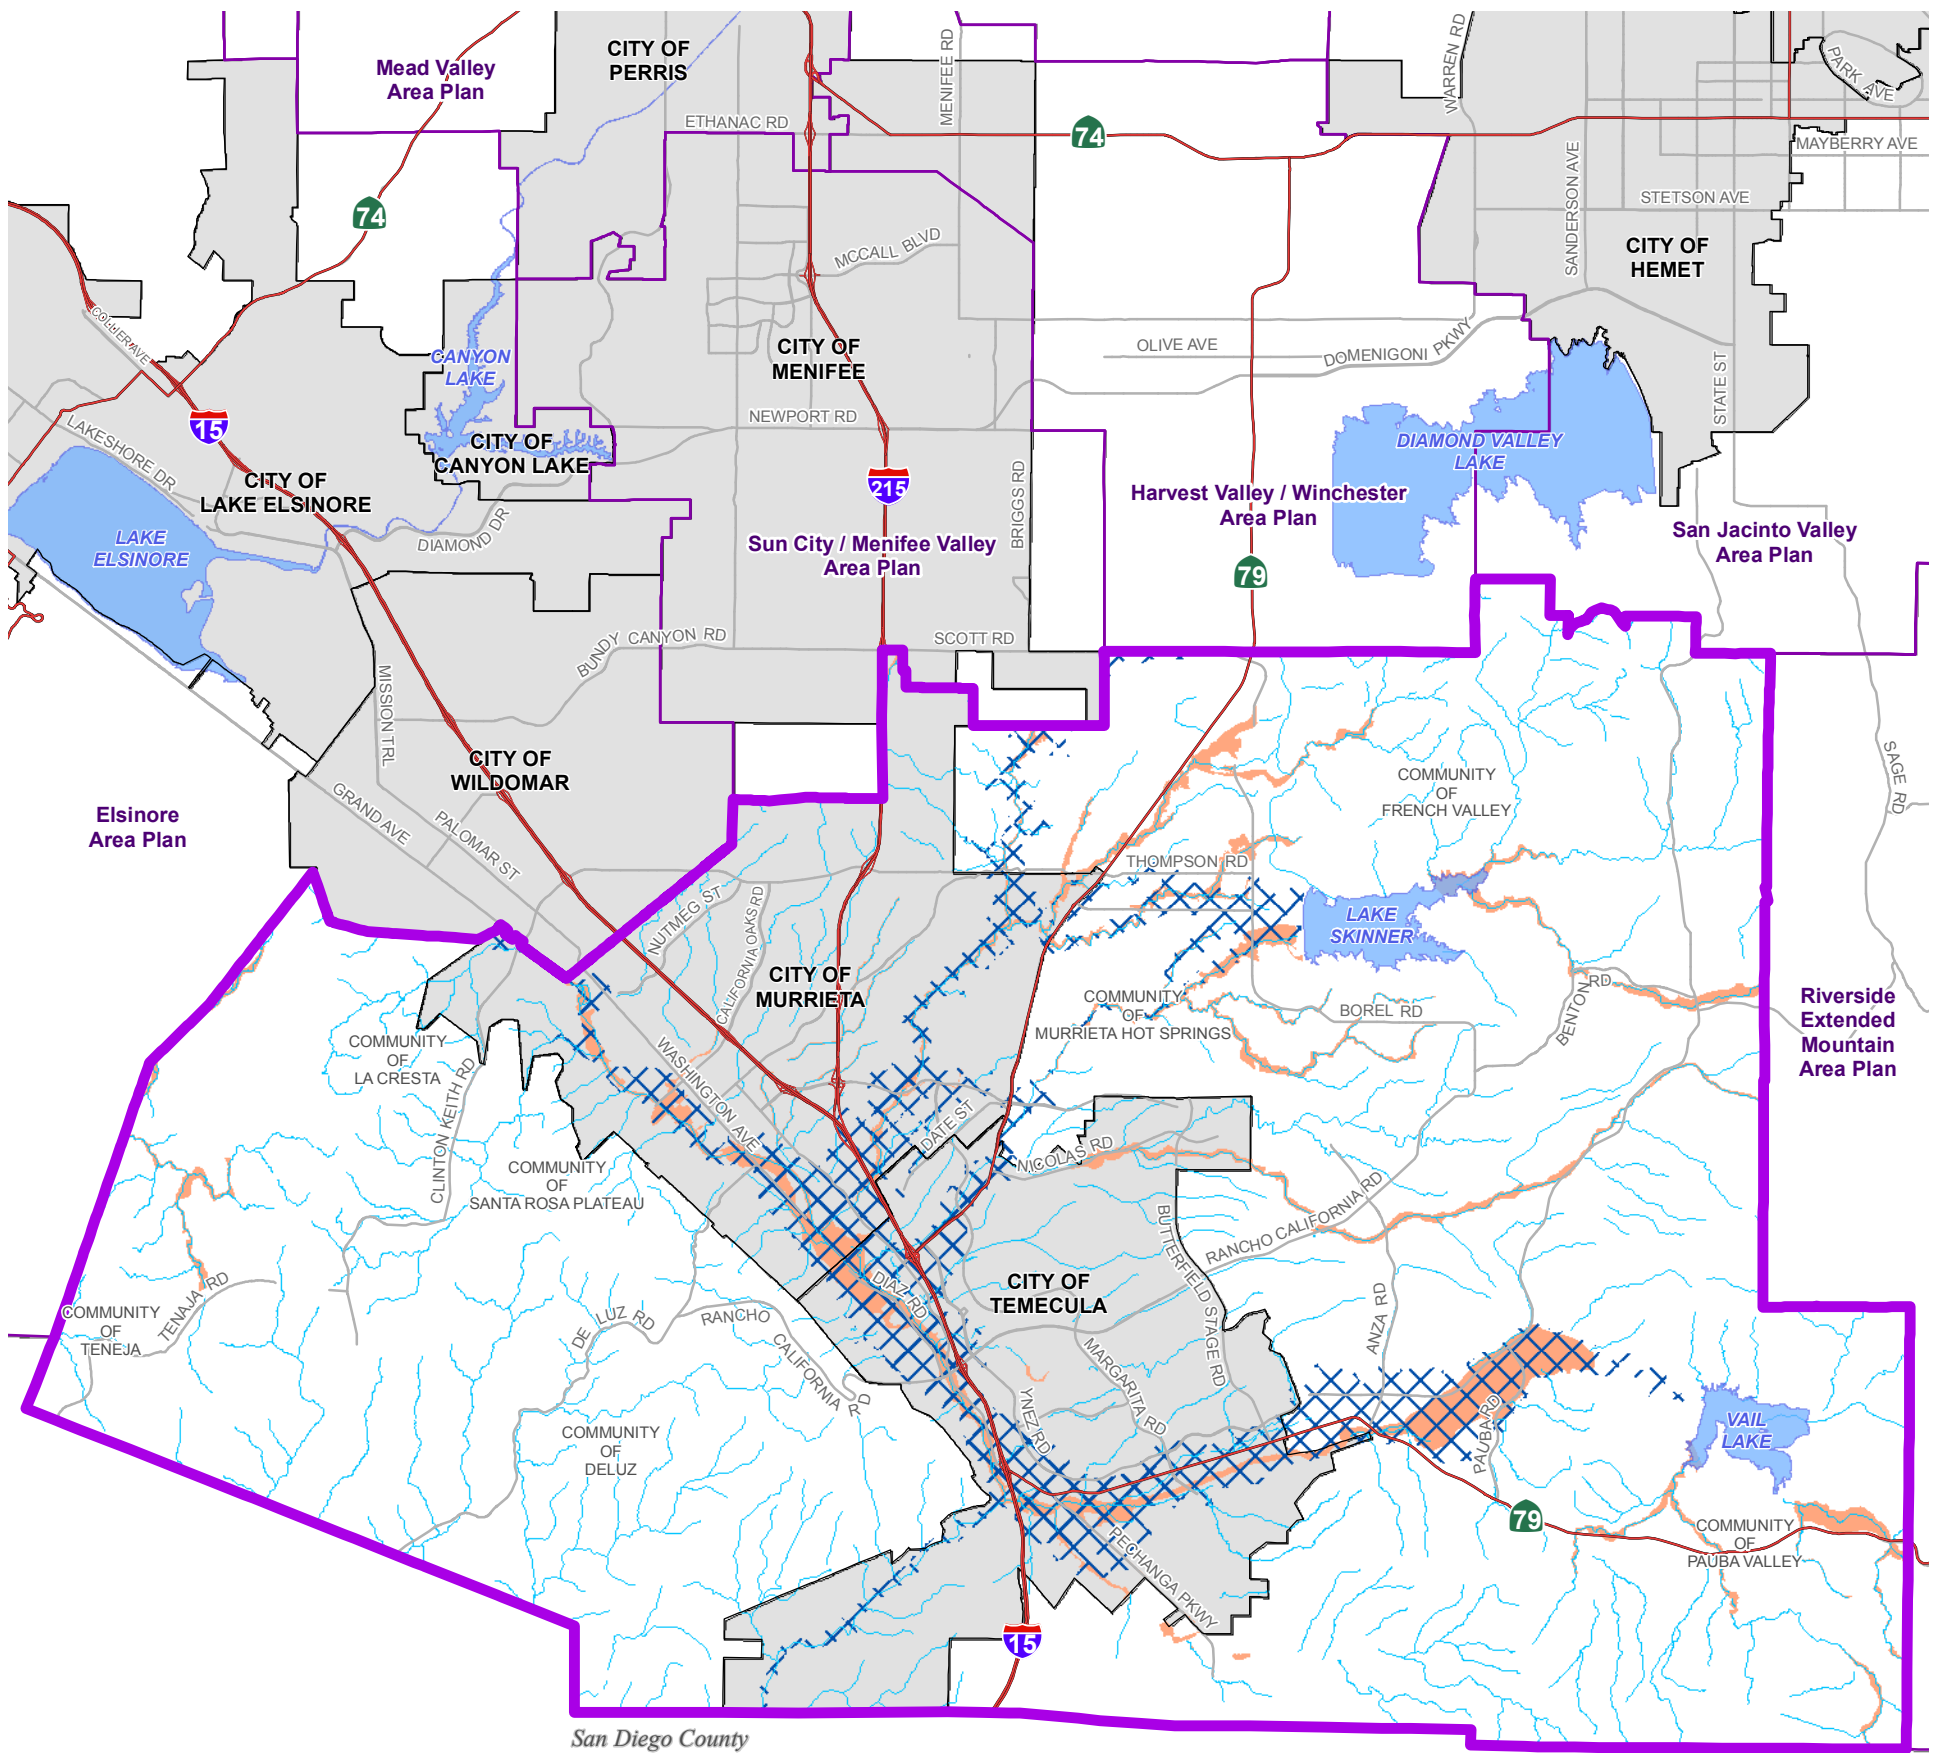 CITY OF
PERRIS
Mead Valley
Area Plan
MENIFEE RD
WARREN RD
PARK AVE
ETHANAC RD
74
MAYBERRY AVE
SANDERSON AVE
STETSON AVE
74
MCCALL BLVD
CITY OF
HEMET
COLLIER AVE
CANYON
LAKE
CITY OF
MENIFEE
OLIVE AVE
DOMENIGONI PKWY
STATE ST
NEWPORT RD
15
LAKESHORE DR
CITY OF
CANYON LAKE
DIAMOND VALLEY
LAKE
CITY OF
LAKE ELSINORE
215
BRIGGS RD
Harvest Valley / Winchester
Area Plan
LAKE
ELSINORE
DIAMOND DR
Sun City / Menifee Valley
Area Plan
San Jacinto Valley
Area Plan
79
BUNDY CANYON RD
SCOTT RD
MISSION TRL
SAGE RD
CITY OF
WILDOMAR
COMMUNITY
OF
FRENCH VALLEY
Elsinore
Area Plan
GRAND AVE
PALOMAR ST
THOMPSON RD
NUTMEG ST
CALIFORNIA OAKS RD
LAKE
SKINNER
CITY OF
MURRIETA
COMMUNITY
OF
MURRIETA HOT SPRINGS
BOREL RD
BENTON RD
Riverside
Extended
Mountain
Area Plan
COMMUNITY
OF
LA CRESTA
WASHINGTON AVE
CLINTON KEITH RD
DATE ST
NICOLAS RD
COMMUNITY
OF
SANTA ROSA PLATEAU
BUTTERFIELD STAGE RD
RANCHO CALIFORNIA RD
COMMUNITY
OF
TENEJA
TENAJA RD
DIAZ RD
CITY OF
TEMECULA
DE LUZ RD
RANCHO CALIFORNIA RD
MARGARITA RD
ANZA RD
YNEZ RD
COMMUNITY
OF
DELUZ
PAUBA RD
VAIL
LAKE
79
COMMUNITY
OF
PAUBA VALLEY
PECHANGA PKWY
15
San Diego County